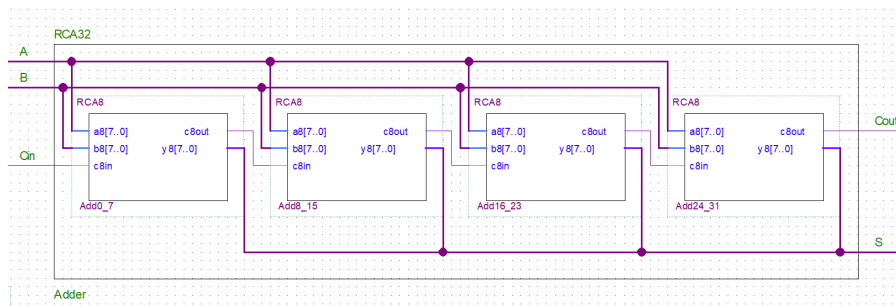 RCA32
A
B
RCA8
RCA8
RCA8
RCA8
a8[7..0]
c8out
a8[7..0]
c8out
a8[7..0]
c8out
a8[7..0]
c8out
Cout
b8[7..0]
y8[7..0]
b8[7..0]
y8[7..0]
b8[7..0]
y8[7..0]
b8[7..0]
y8[7..0]
Cin
c8in
c8in
c8in
c8in
Add0_7
Add8_15
Add16_23
Add24_31
S
Adder